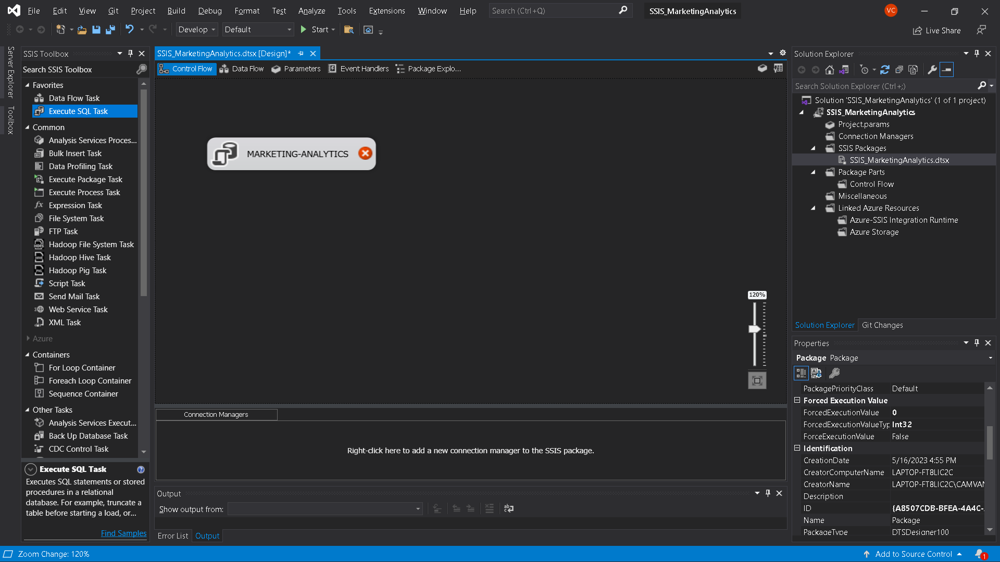 File Edit View Git Project Build Debug Format Test Analyze Tools Extensions Window Help Search (Ctrl+Q) SSIS_MarketingAnalytics VC
Develop Default Start Live Share
Server Explorer
Toolbox
SSIS Toolbox
Search SSIS Toolbox
Favorites
Data Flow Task
Execute SQL Task
Common
Analysis Services Proces...
Bulk Insert Task
Data Profiling Task
Execute Package Task
Execute Process Task
Expression Task
File System Task
FTP Task
Hadoop File System Task
Hadoop Hive Task
Hadoop Pig Task
Script Task
Send Mail Task
Web Service Task
XML Task
Azure
Containers
For Loop Container
Foreach Loop Container
Sequence Container
Other Tasks
Analysis Services Execut...
Back Up Database Task
CDC Control Task
Execute SQL Task
Executes SQL statements or stored
procedures in a relational
database. For example, truncate a
table before starting a load, or...
Find Samples
SSIS_MarketingAnalytics.dtsx [Design]*
Control Flow Data Flow Parameters Event Handlers Package Explo...
MARKETING-ANALYTICS
120%
Connection Managers
Right-click here to add a new connection manager to the SSIS package.
Output
Show output from:
Error List Output
Solution Explorer
Search Solution Explorer (Ctrl+;)
Solution 'SSIS_MarketingAnalytics' (1 of 1 project)
SSIS_MarketingAnalytics
Project.params
Connection Managers
SSIS Packages
SSIS_MarketingAnalytics.dtsx
Package Parts
Control Flow
Miscellaneous
Linked Azure Resources
Azure-SSIS Integration Runtime
Azure Storage
Solution Explorer Git Changes
Properties
Package Package
PackagePriorityClass Default
Forced Execution Value
ForcedExecutionValue 0
ForcedExecutionValueTyp Int32
ForceExecutionValue False
Identification
CreationDate 5/16/2023 4:55 PM
CreatorComputerName LAPTOP-FT8LIC2C
CreatorName LAPTOP-FT8LIC2C\CAMVAN
Description
ID {A8507CDB-BFEA-4A4C-
Name Package
PackageType DTSDesigner100
Zoom Change: 120% Add to Source Control 1